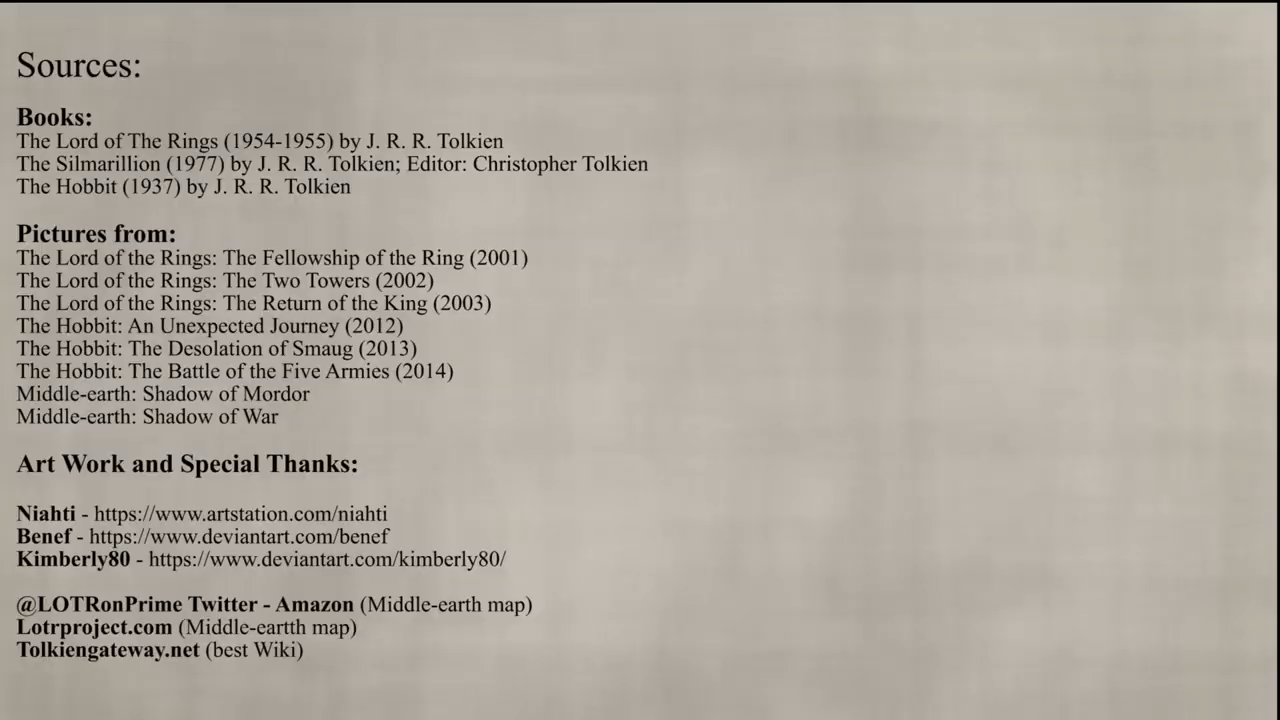 Sources:
Books:
The Lord of The Rings (1954-1955) by J. R. R. Tolkien
The Silmarillion (1977) by J. R. R. Tolkien; Editor: Christopher Tolkien
The Hobbit (1937) by J. R. R. Tolkien
Pictures from:
The Lord of the Rings: The Fellowship of the Ring (2001)
The Lord of the Rings: The Two Towers (2002)
The Lord of the Rings: The Return of the King (2003)
The Hobbit: An Unexpected Journey (2012)
The Hobbit: The Desolation of Smaug (2013)
The Hobbit: The Battle of the Five Armies (2014)
Middle-earth: Shadow of Mordor
Middle-earth: Shadow of War
Art Work and Special Thanks:
Niahti - https://www.artstation.com/niahti
Benef - https://www.deviantart.com/benef
Kimberly80 - https://www.deviantart.com/kimberly80/
@LOTRonPrime Twitter - Amazon (Middle-earth map)
Lotrproject.com (Middle-eartth map)
Tolkiengateway.net (best Wiki)